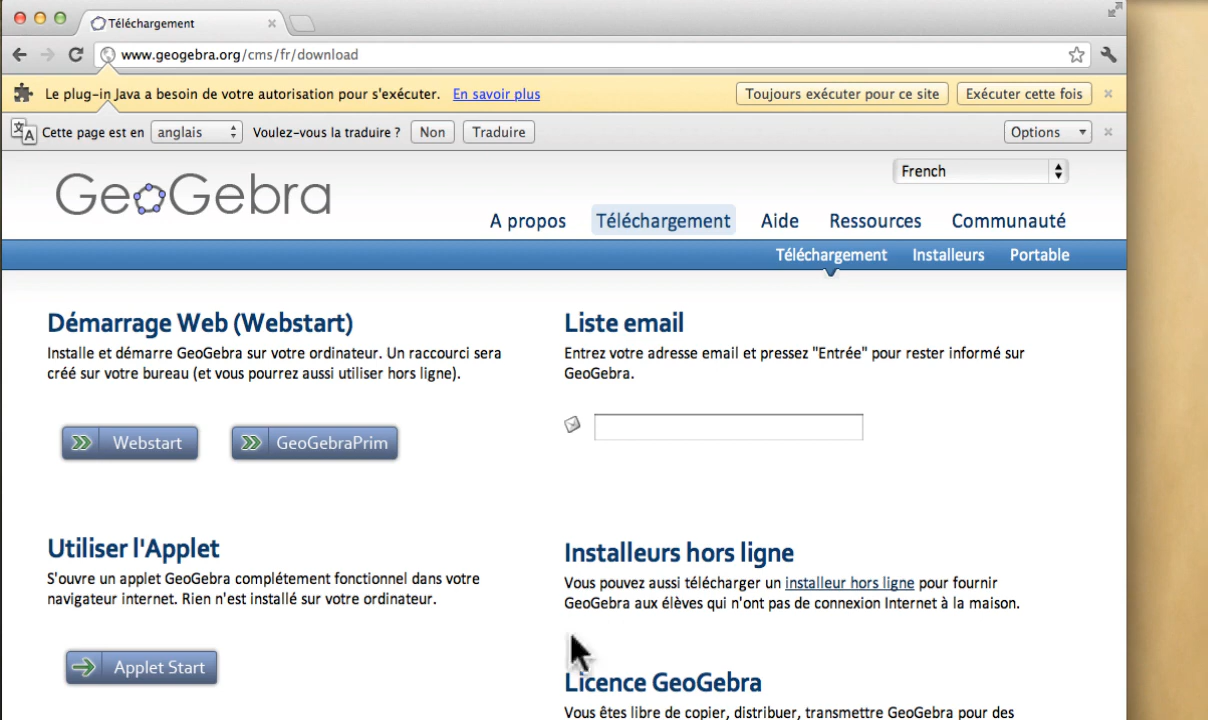 Téléchargement
www.geogebra.org/cms/fr/download
Le plug-in Java a besoin de votre autorisation pour s'exécuter. En savoir plus Toujours exécuter pour ce site Exécuter cette fois
Cette page est en anglais Voulez-vous la traduire ? Non Traduire Options
French
GeoGebra
A propos Téléchargement Aide Ressources Communauté
Téléchargement Installeurs Portable
Démarrage Web (Webstart)
Installe et démarre GeoGebra sur votre ordinateur. Un raccourci sera
créé sur votre bureau (et vous pourrez aussi utiliser hors ligne).
Webstart GeoGebraPrim
Liste email
Entrez votre adresse email et pressez "Entrée" pour rester informé sur
GeoGebra.
Utiliser l'Applet
S'ouvre un applet GeoGebra complétement fonctionnel dans votre
navigateur internet. Rien n'est installé sur votre ordinateur.
Applet Start
Installeurs hors ligne
Vous pouvez aussi télécharger un installeur hors ligne pour fournir
GeoGebra aux élèves qui n'ont pas de connexion Internet à la maison.
Licence GeoGebra
Vous êtes libre de copier, distribuer, transmettre GeoGebra pour des